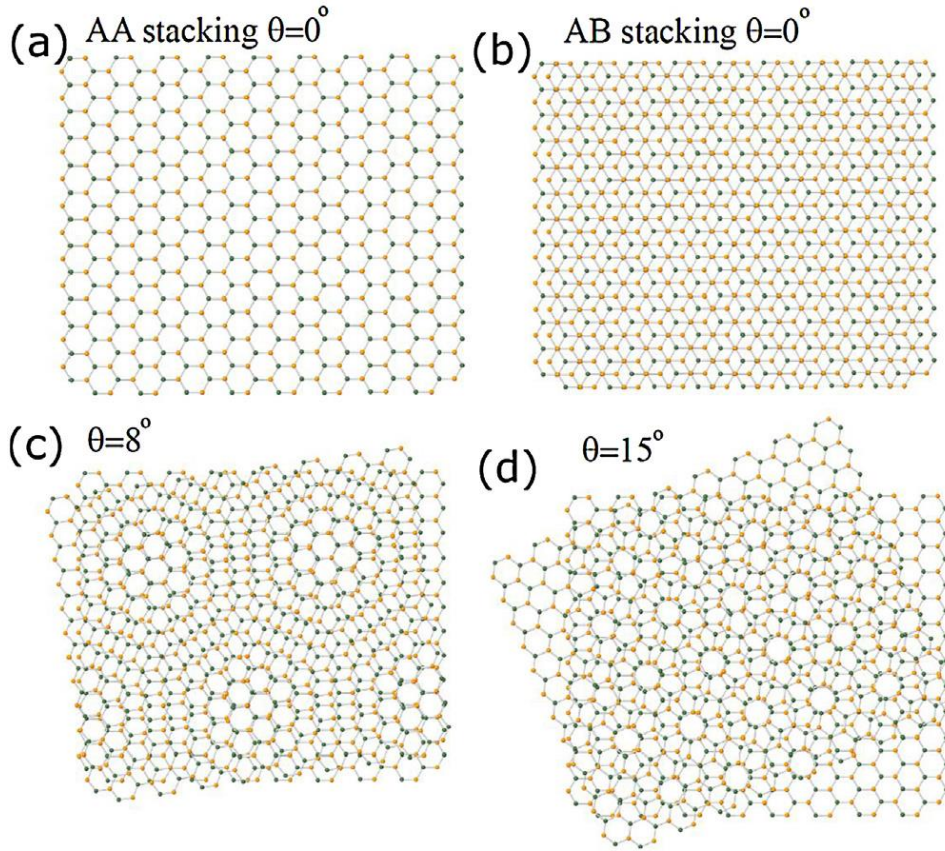 (a) AA stacking θ=0°
(b) AB stacking θ=0°
(c) θ=8°
(d) θ=15°